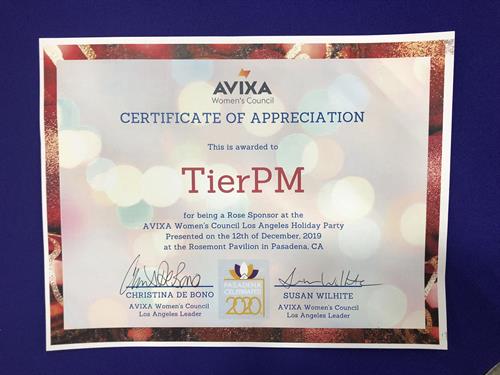 AVIXA
Women's Council
CERTIFICATE OF APPRECIATION
This is awarded to
TierPM
for being a Rose Sponsor at the
AVIXA Women's Council Los Angeles Holiday Party
Presented on the 12th of December, 2019
at the Rosemont Pavilion in Pasadena, CA
CHRISTINA DE BONO
AVIXA Women's Council
Los Angeles Leader
PASADENA
CELEBRATES
2020
SUSAN WILHITE
AVIXA Women's Council
Los Angeles Leader